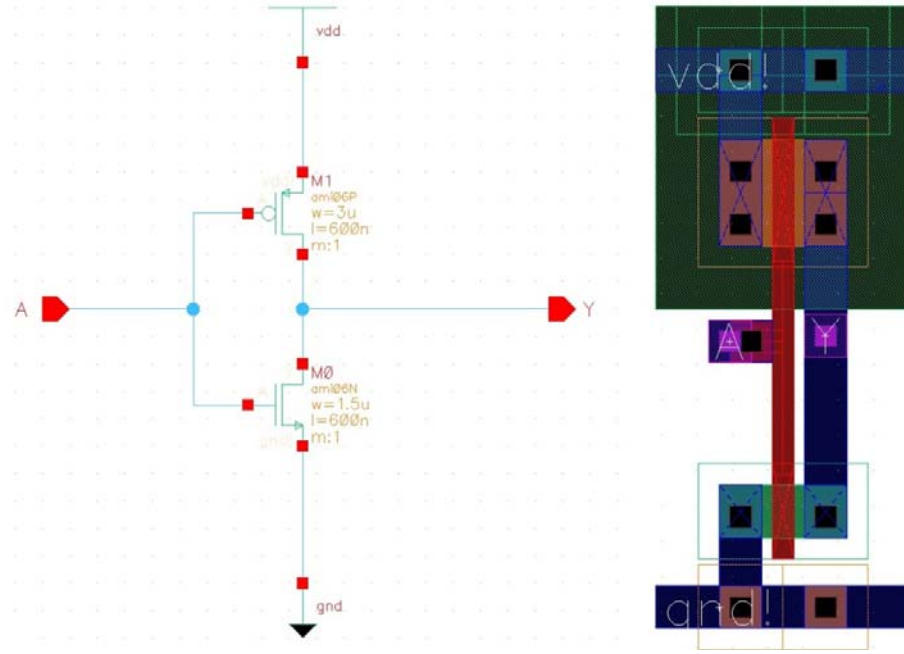 vdd
vdd!
M1
ami06P
w=3u
l=600n
m:1
A
Y
A
Y
M0
ami06N
w=1.5u
l=600n
m:1
gnd
gnd!